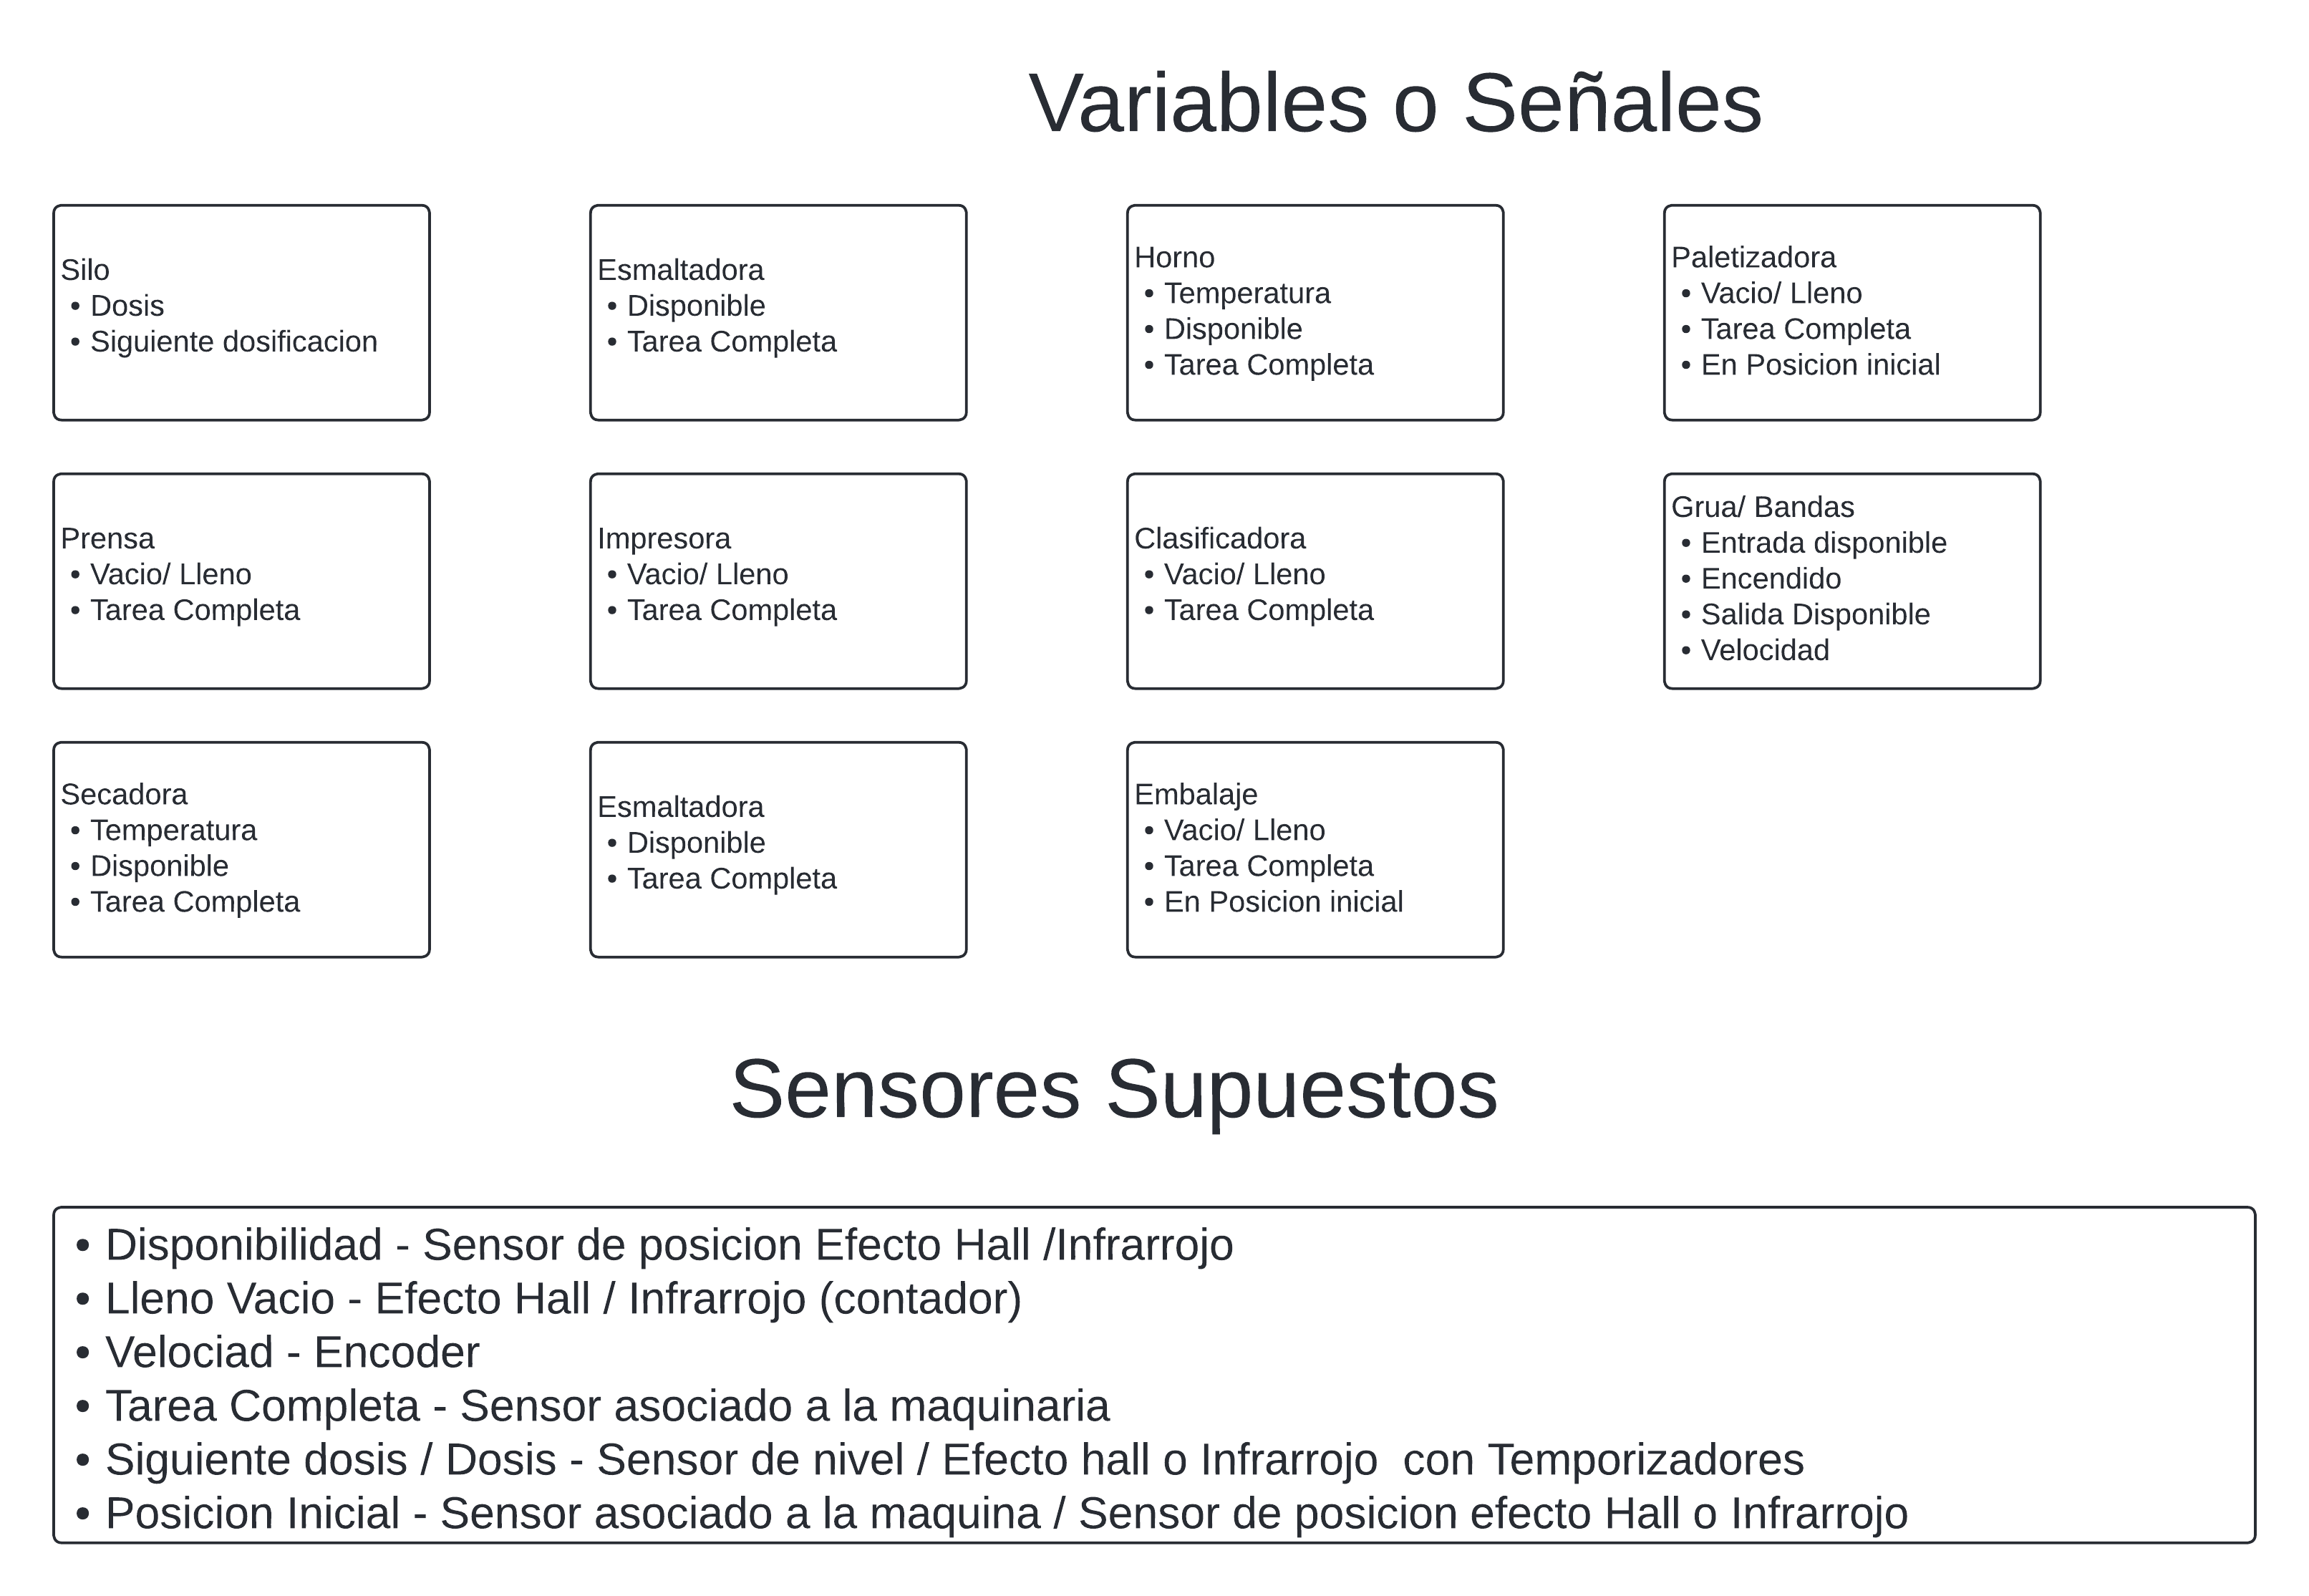 Variables o Señales
Silo
• Dosis
• Siguiente dosificacion
Esmaltadora
• Disponible
• Tarea Completa
Horno
• Temperatura
• Disponible
• Tarea Completa
Paletizadora
• Vacio/ Lleno
• Tarea Completa
• En Posicion inicial
Prensa
• Vacio/ Lleno
• Tarea Completa
Impresora
• Vacio/ Lleno
• Tarea Completa
Clasificadora
• Vacio/ Lleno
• Tarea Completa
Grua/ Bandas
• Entrada disponible
• Encendido
• Salida Disponible
• Velocidad
Secadora
• Temperatura
• Disponible
• Tarea Completa
Esmaltadora
• Disponible
• Tarea Completa
Embalaje
• Vacio/ Lleno
• Tarea Completa
• En Posicion inicial
Sensores Supuestos
• Disponibilidad - Sensor de posicion Efecto Hall /Infrarrojo
• Lleno Vacio - Efecto Hall / Infrarrojo (contador)
• Velociad - Encoder
• Tarea Completa - Sensor asociado a la maquinaria
• Siguiente dosis / Dosis - Sensor de nivel / Efecto hall o Infrarrojo  con Temporizadores
• Posicion Inicial - Sensor asociado a la maquina / Sensor de posicion efecto Hall o Infrarrojo